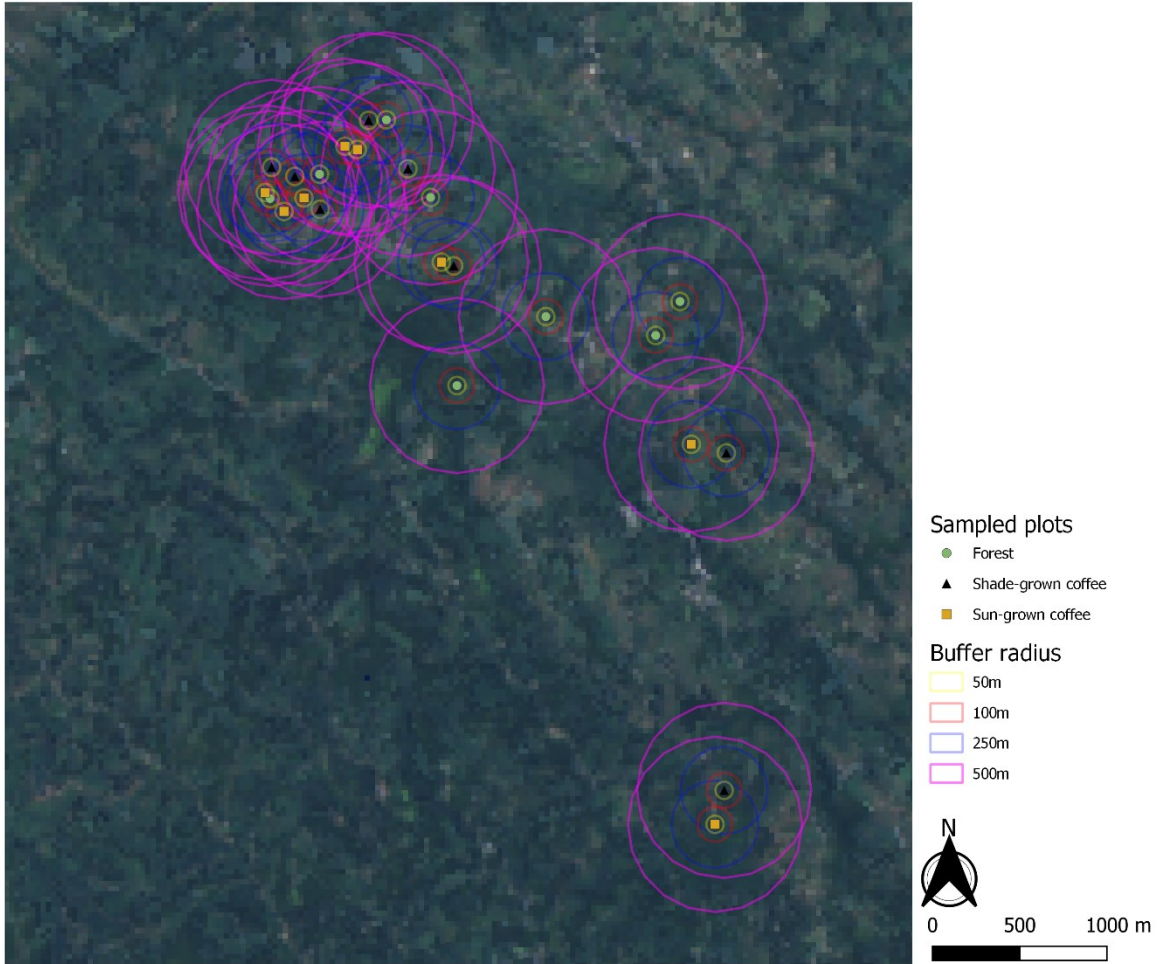 Sampled plots
Forest
Shade-grown coffee
Sun-grown coffee
Buffer radius
50m
100m
250m
500m
N
0 500 1000 m